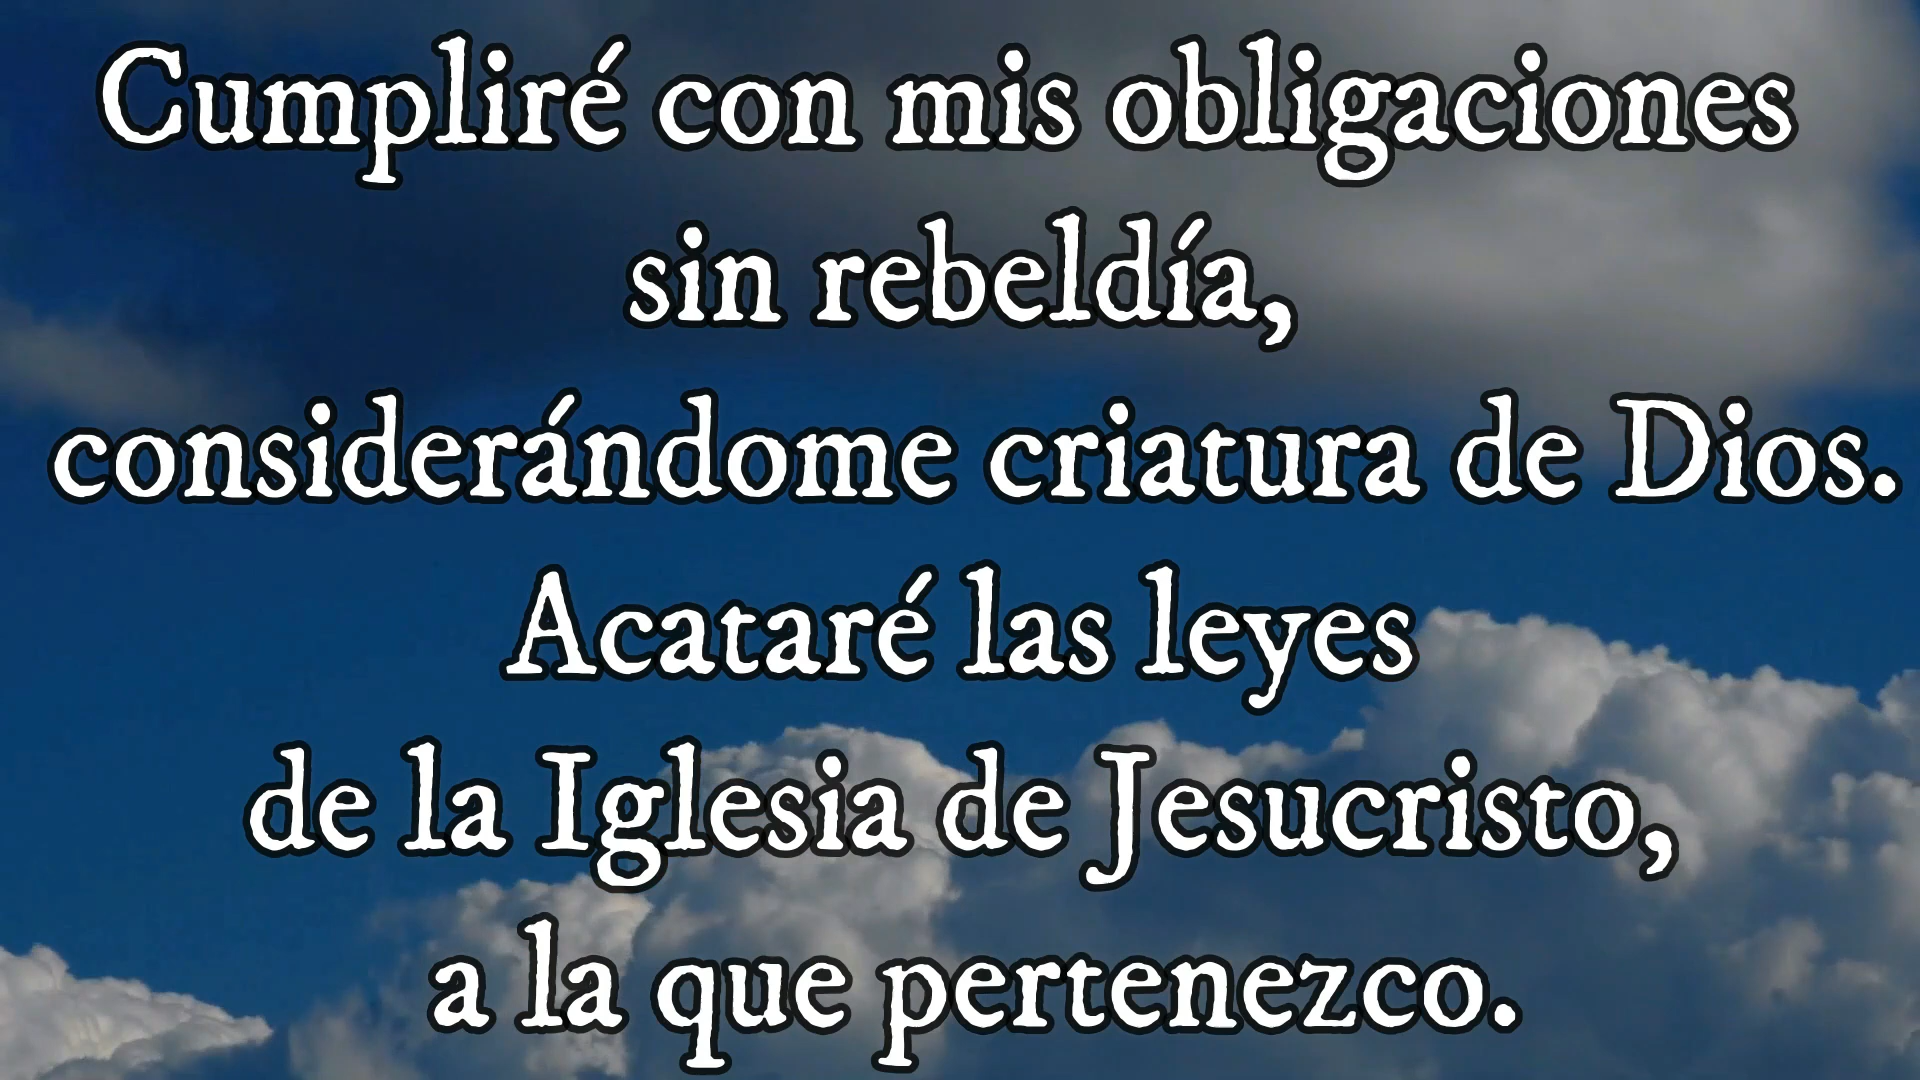 Cumpliré con mis obligaciones
sin rebeldía,
considerándome criatura de Dios.
Acataré las leyes
de la Iglesia de Jesucristo,
a la que pertenezco.